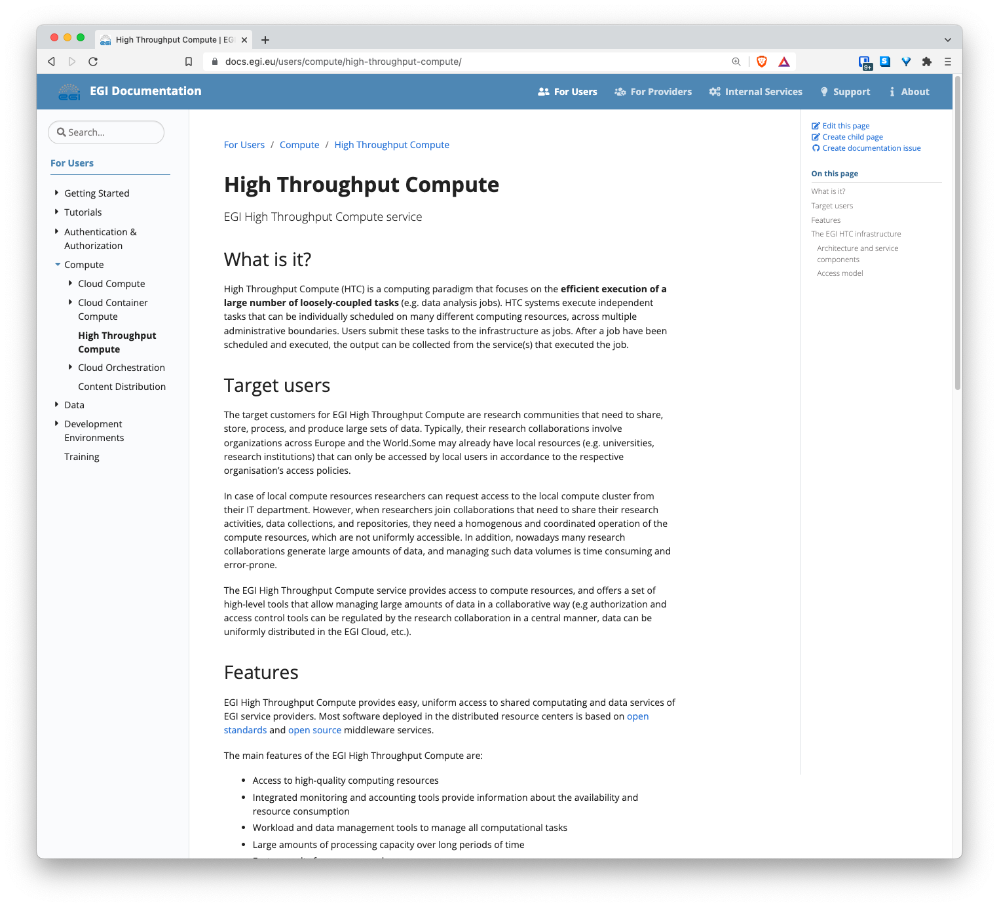 High Throughput Compute | EG
docs.egi.eu/users/compute/high-throughput-compute/
9+
S
egi
EGI Documentation
For Users
For Providers
Internal Services
Support
About
Search...
For Users
Getting Started
Tutorials
Authentication &
Authorization
Compute
Cloud Compute
Cloud Container
Compute
High Throughput
Compute
Cloud Orchestration
Content Distribution
Data
Development
Environments
Training
For Users / Compute / High Throughput Compute
High Throughput Compute
EGI High Throughput Compute service
What is it?
High Throughput Compute (HTC) is a computing paradigm that focuses on the efficient execution of a
large number of loosely-coupled tasks (e.g. data analysis jobs). HTC systems execute independent
tasks that can be individually scheduled on many different computing resources, across multiple
administrative boundaries. Users submit these tasks to the infrastructure as jobs. After a job have been
scheduled and executed, the output can be collected from the service(s) that executed the job.
Target users
The target customers for EGI High Throughput Compute are research communities that need to share,
store, process, and produce large sets of data. Typically, their research collaborations involve
organizations across Europe and the World.Some may already have local resources (e.g. universities,
research institutions) that can only be accessed by local users in accordance to the respective
organisation's access policies.
In case of local compute resources researchers can request access to the local compute cluster from
their IT department. However, when researchers join collaborations that need to share their research
activities, data collections, and repositories, they need a homogenous and coordinated operation of the
compute resources, which are not uniformly accessible. In addition, nowadays many research
collaborations generate large amounts of data, and managing such data volumes is time consuming and
error-prone.
The EGI High Throughput Compute service provides access to compute resources, and offers a set of
high-level tools that allow managing large amounts of data in a collaborative way (e.g authorization and
access control tools can be regulated by the research collaboration in a central manner, data can be
uniformly distributed in the EGI Cloud, etc.).
Features
EGI High Throughput Compute provides easy, uniform access to shared computating and data services of
EGI service providers. Most software deployed in the distributed resource centers is based on open
standards and open source middleware services.
The main features of the EGI High Throughput Compute are:
Access to high-quality computing resources
Integrated monitoring and accounting tools provide information about the availability and
resource consumption
Workload and data management tools to manage all computational tasks
Large amounts of processing capacity over long periods of time
Edit this page
Create child page
Create documentation issue
On this page
What is it?
Target users
Features
The EGI HTC infrastructure
Architecture and service
components
Access model